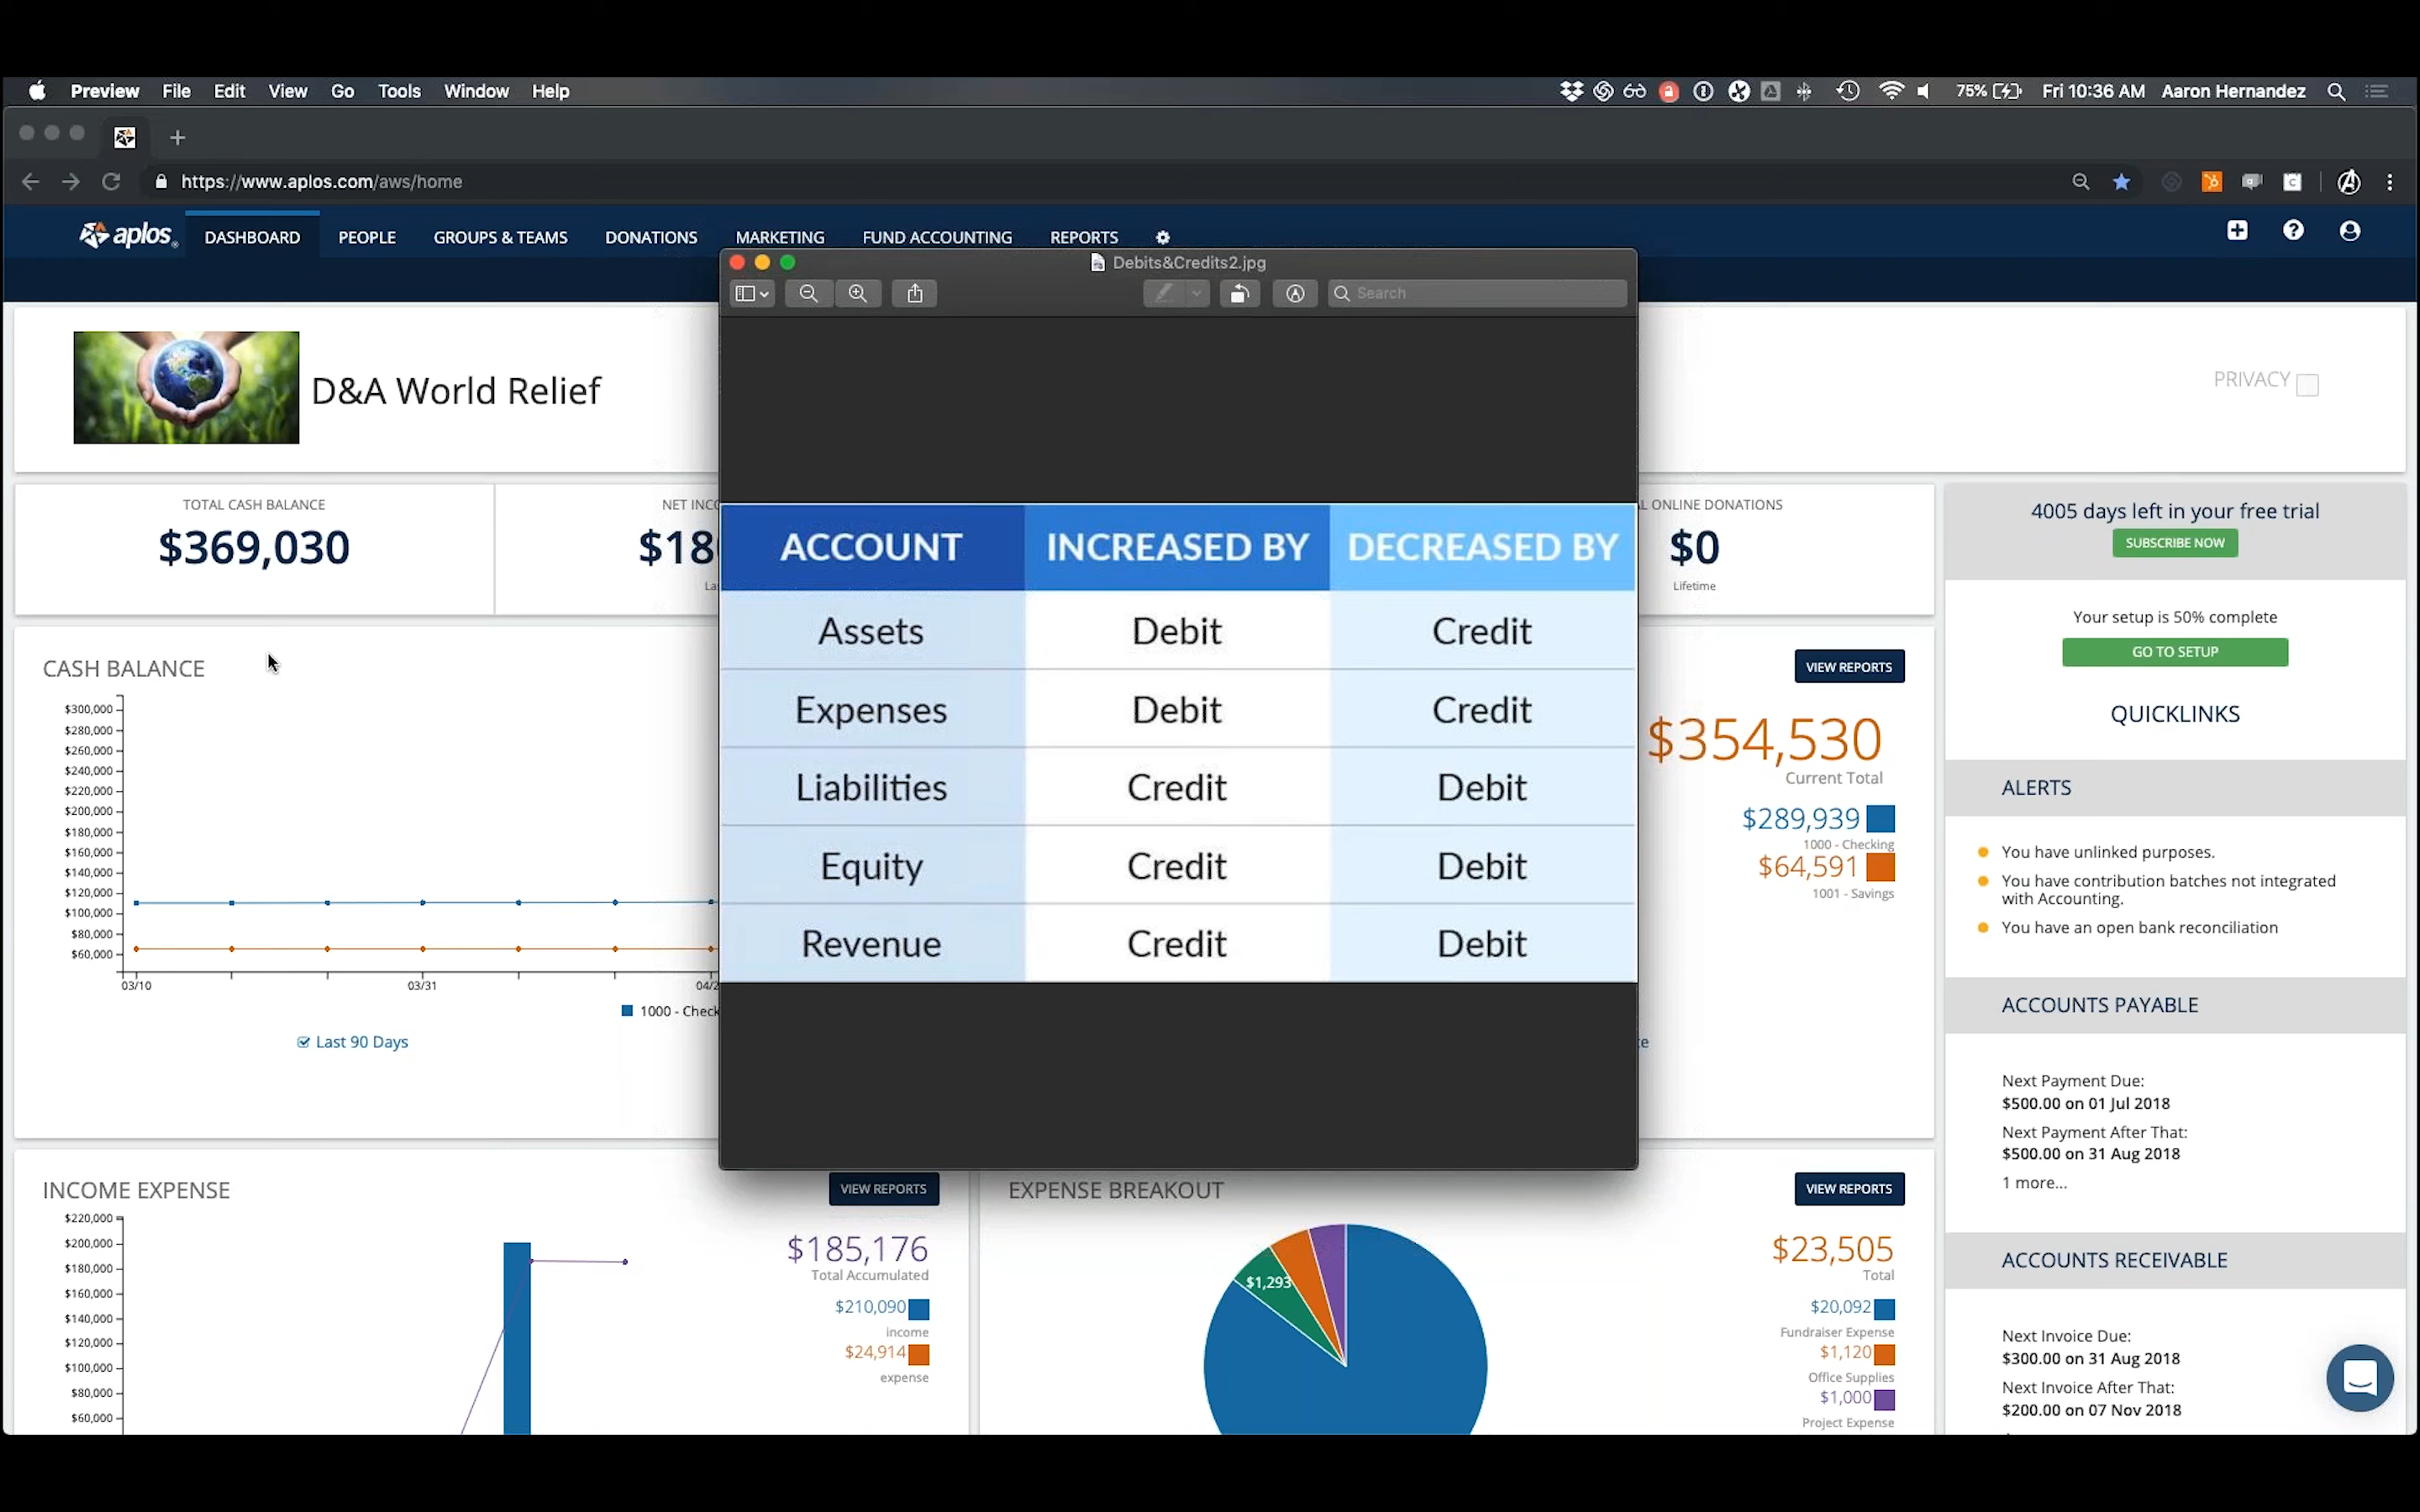 Preview File Edit View Go Tools Window Help 75% Fri 10:36 AM Aaron Hernandez
https://www.aplos.com/aws/home
aplos DASHBOARD PEOPLE GROUPS & TEAMS DONATIONS MARKETING FUND ACCOUNTING REPORTS
Debits&Credits2.jpg
Search
D&A World Relief
PRIVACY
TOTAL CASH BALANCE
$369,030
NET INCO
$18
La
L ONLINE DONATIONS
$0
Lifetime
ACCOUNT INCREASED BY DECREASED BY
Assets Debit Credit
Expenses Debit Credit
Liabilities Credit Debit
Equity Credit Debit
Revenue Credit Debit
4005 days left in your free trial
SUBSCRIBE NOW
Your setup is 50% complete
GO TO SETUP
QUICKLINKS
ALERTS
You have unlinked purposes.
You have contribution batches not integrated
with Accounting.
You have an open bank reconciliation
ACCOUNTS PAYABLE
Next Payment Due:
$500.00 on 01 Jul 2018
Next Payment After That:
$500.00 on 31 Aug 2018
1 more...
ACCOUNTS RECEIVABLE
Next Invoice Due:
$300.00 on 31 Aug 2018
Next Invoice After That:
$200.00 on 07 Nov 2018
CASH BALANCE
$300,000
$280,000
$260,000
$240,000
$220,000
$200,000
$180,000
$160,000
$140,000
$120,000
$100,000
$80,000
$60,000
03/10 03/31 04/2
1000 - Check
Last 90 Days
VIEW REPORTS
$354,530
Current Total
$289,939
1000 - Checking
$64,591
1001 - Savings
te
INCOME EXPENSE
VIEW REPORTS
$220,000
$200,000
$180,000
$160,000
$140,000
$120,000
$100,000
$80,000
$60,000
$185,176
Total Accumulated
$210,090
income
$24,914
expense
EXPENSE BREAKOUT
VIEW REPORTS
$1,293
$23,505
Total
$20,092
Fundraiser Expense
$1,120
Office Supplies
$1,000
Project Expense